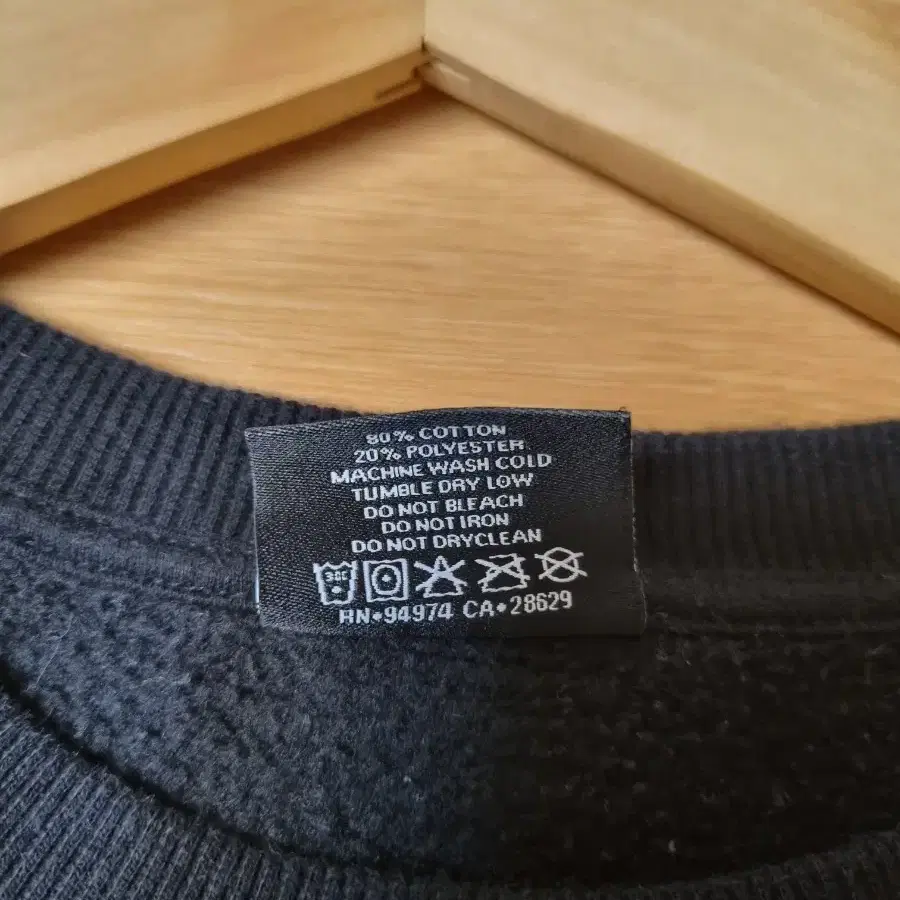 80% COTTON
20% POLYESTER
MACHINE WASH COLD
TUMBLE DRY LOW
DO NOT BLEACH
DO NOT IRON
DO NOT DRYCLEAN
30C
RN•94974 CA•28629